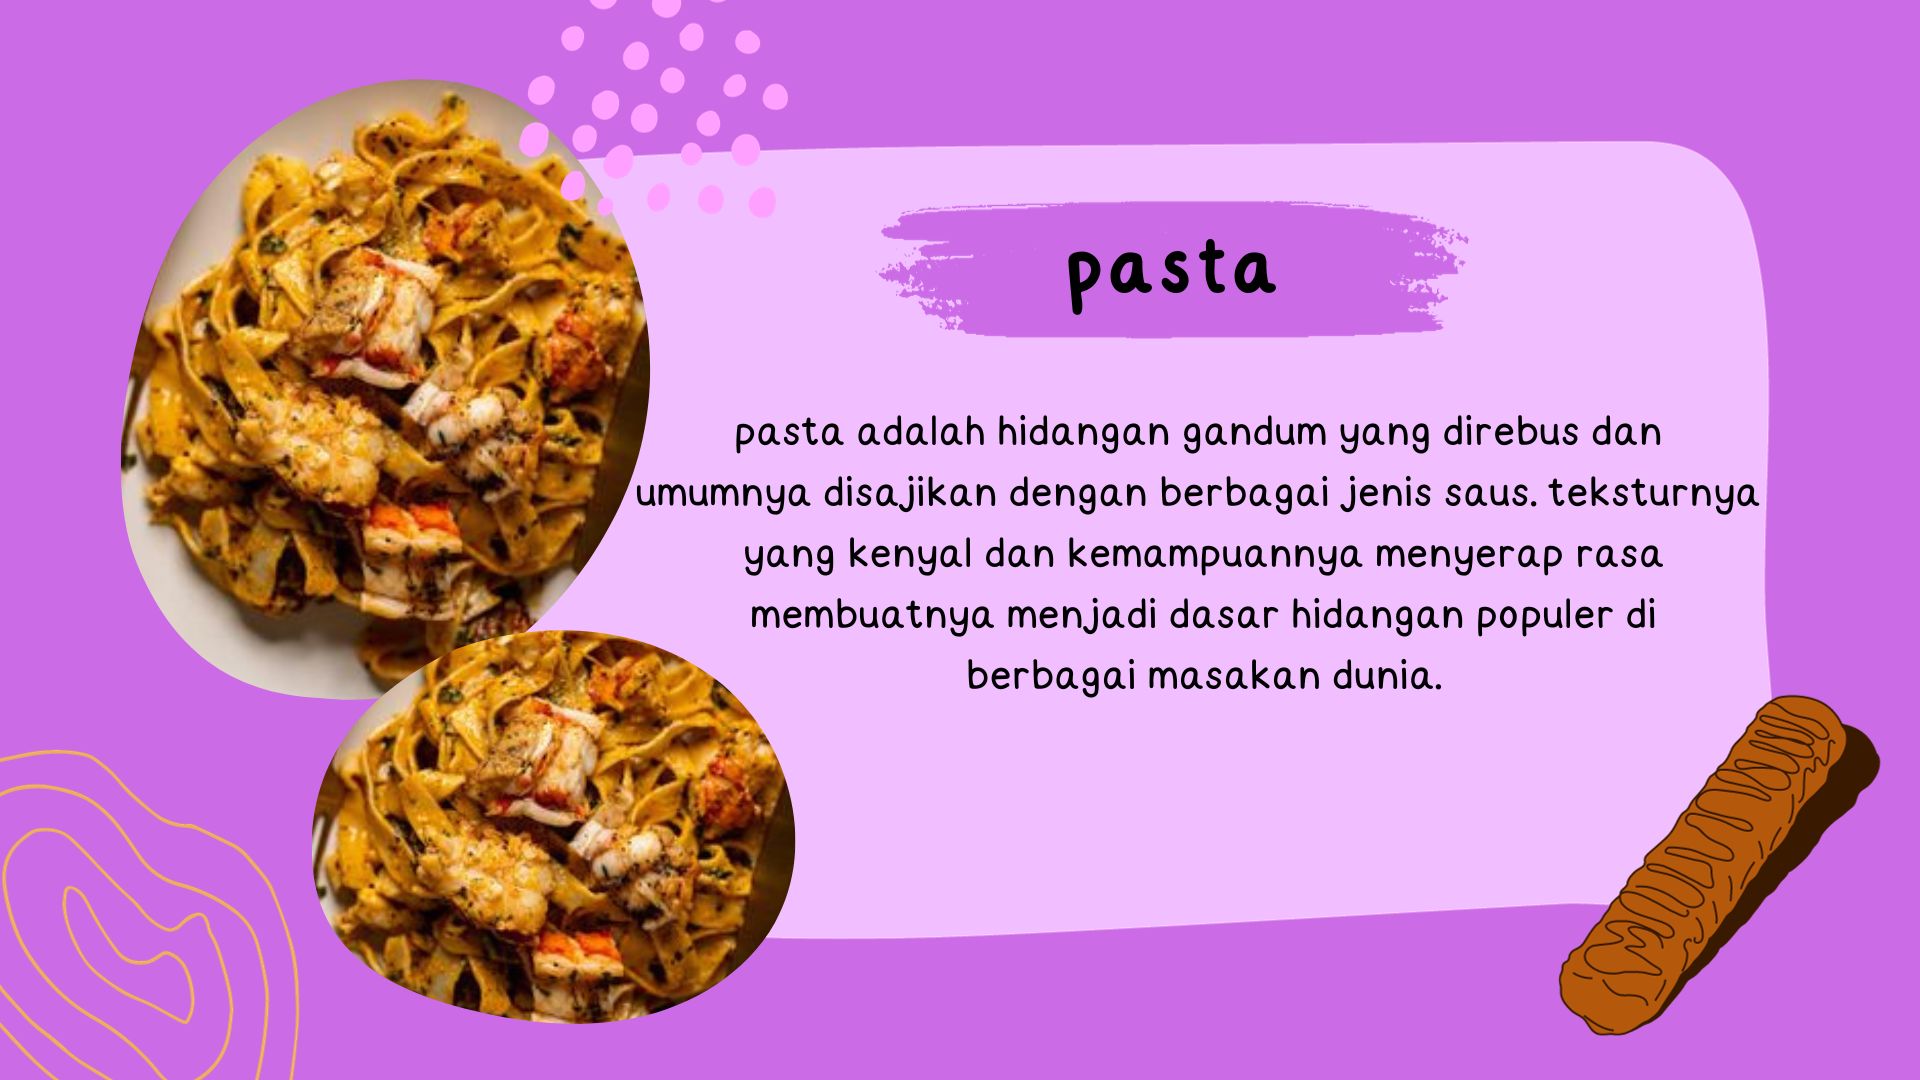 pasta
pasta adalah hidangan gandum yang direbus dan
umumnya disajikan dengan berbagai jenis saus. teksturnya
yang kenyal dan kemampuannya menyerap rasa
membuatnya menjadi dasar hidangan populer di
berbagai masakan dunia.